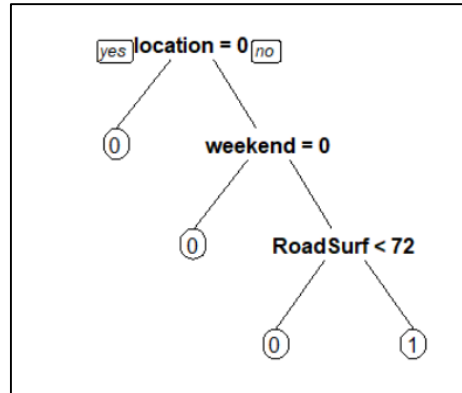 yes location = 0 no
0
weekend = 0
0
RoadSurf < 72
0 1